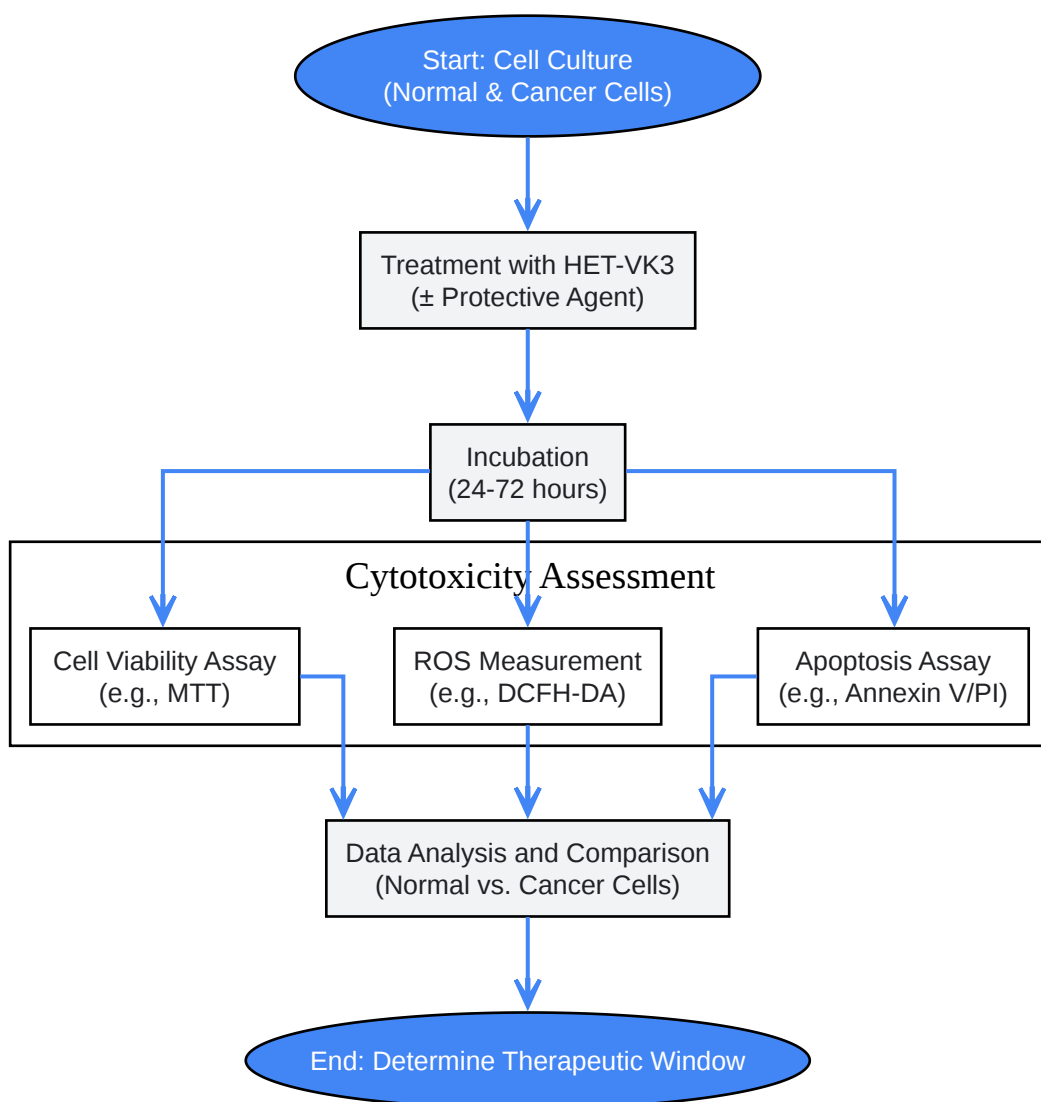 Start: Cell Culture
(Normal & Cancer Cells)
Treatment with HET-VK3
(± Protective Agent)
Incubation
(24-72 hours)
Cytotoxicity Assessment
Cell Viability Assay
(e.g., MTT)
ROS Measurement
(e.g., DCFH-DA)
Apoptosis Assay
(e.g., Annexin V/PI)
Data Analysis and Comparison
(Normal vs. Cancer Cells)
End: Determine Therapeutic Window